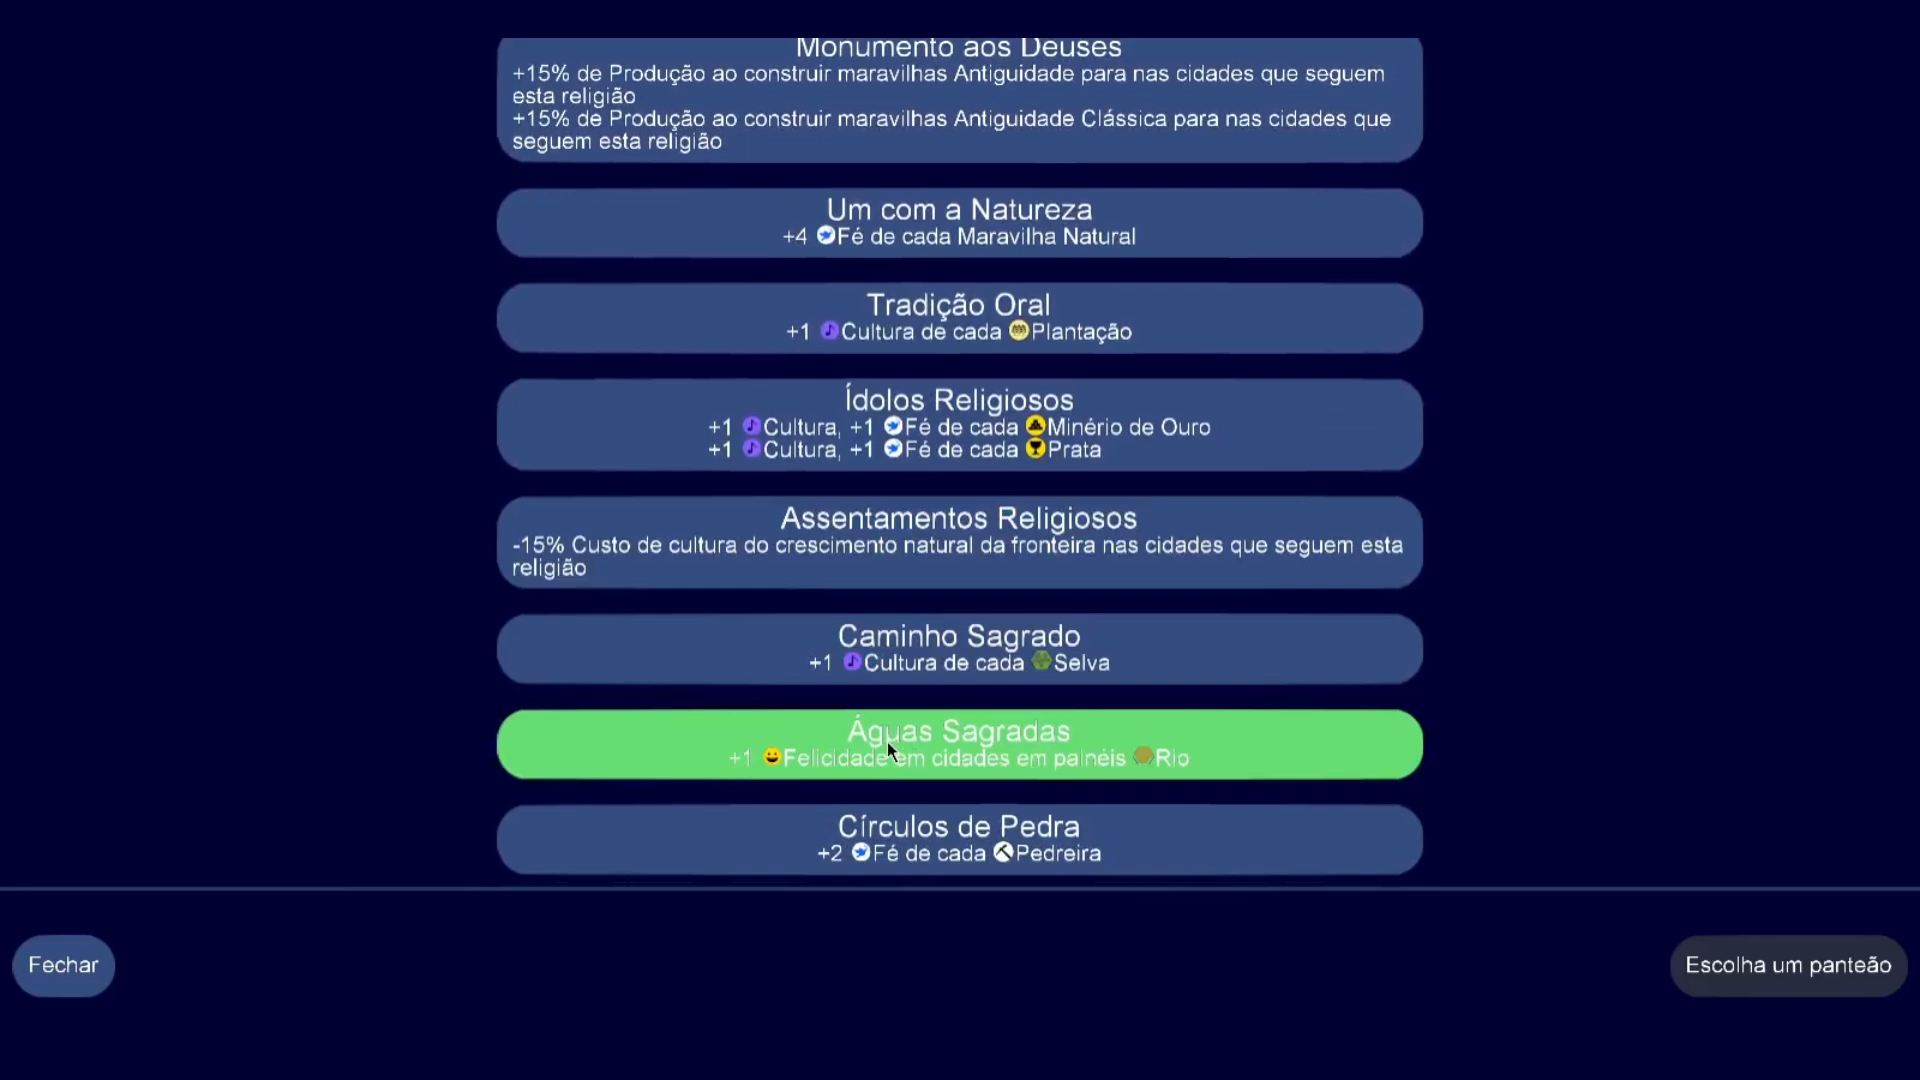 Monumento aos Deuses
+15% de Produção ao construir maravilhas Antiguidade para nas cidades que seguem
esta religião
+15% de Produção ao construir maravilhas Antiguidade Clássica para nas cidades que
seguem esta religião
Um com a Natureza
+4 Fé de cada Maravilha Natural
Tradição Oral
+1 Cultura de cada Plantação
Ídolos Religiosos
+1 Cultura, +1 Fé de cada Minério de Ouro
+1 Cultura, +1 Fé de cada Prata
Assentamentos Religiosos
-15% Custo de cultura do crescimento natural da fronteira nas cidades que seguem esta
religião
Caminho Sagrado
+1 Cultura de cada Selva
Águas Sagradas
+1 Felicidade em cidades em painéis Rio
Círculos de Pedra
+2 Fé de cada Pedreira
Fechar
Escolha um panteão